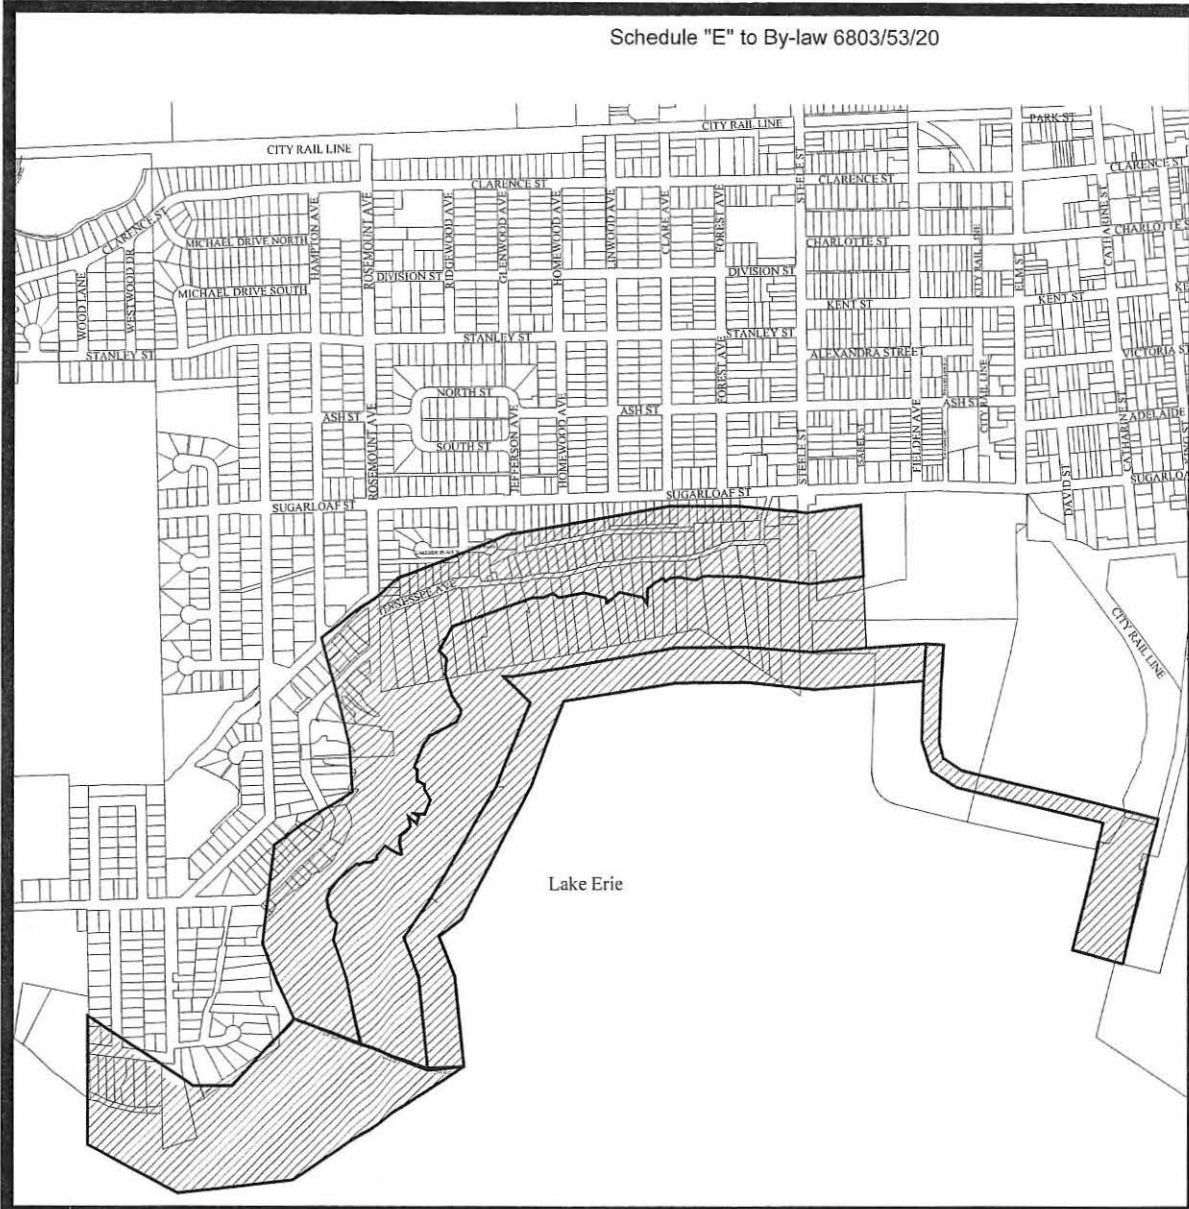 Schedule "E" to By-law 6803/53/20
PARK ST
CITY RAIL LINE
CITY RAIL LINE
CLARENCE ST
CLARENCE ST
CLARENCE ST
STEELE ST
CLARENCE ST
MICHAEL DRIVE NORTH
HAMPTON AVE
ROSEMOUNT AVE
RIDGEWOOD AVE
GLENWOOD AVE
HOMEWOOD AVE
LINWOOD AVE
CLARE AVE
FOREST AVE
CHARLOTTE ST
CITY RAIL LINE
ELM ST
CATHARINE ST
CHARLOTTE S
WOOD LANE
WESTWOOD DR
MICHAEL DRIVE SOUTH
DIVISION ST
DIVISION ST
KENT ST
KENT ST
KE
STANLEY ST
STANLEY ST
STANLEY ST
FOREST AVE
ALEXANDRA STREET
CITY RAIL LINE
VICTORIA S
NORTH ST
ASH ST
ROSEMOUNT AVE
SOUTH ST
JEFFERSON AVE
HOMEWOOD AVE
ASH ST
STEELE ST
ISABEL ST
FIELDEN AVE
ASH ST
CATHARINE ST
ADELAIDE
KING ST
SUGARLOAF ST
SUGARLOAF ST
DAVID ST
SUGARLOA
TENNESSEE AVE
CITY RAIL LINE
Lake Erie